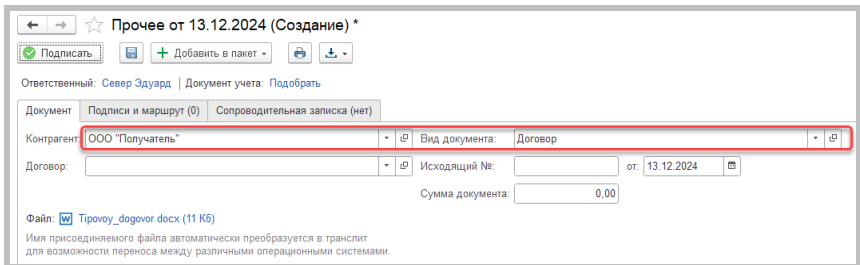 Прочее от 13.12.2024 (Создание) *
Подписать Добавить в пакет
Ответственный: Север Эдуард | Документ учета: Подобрать
Документ Подписи и маршрут (0) Сопроводительная записка (нет)
Контрагент: ООО "Получатель" Вид документа: Договор
Договор: Исходящий №: от: 13.12.2024
Сумма документа: 0,00
Файл: Tipovoy_dogovor.docx (11 Кб)
Имя присоединяемого файла автоматически преобразуется в транслит
для возможности переноса между различными операционными системами.